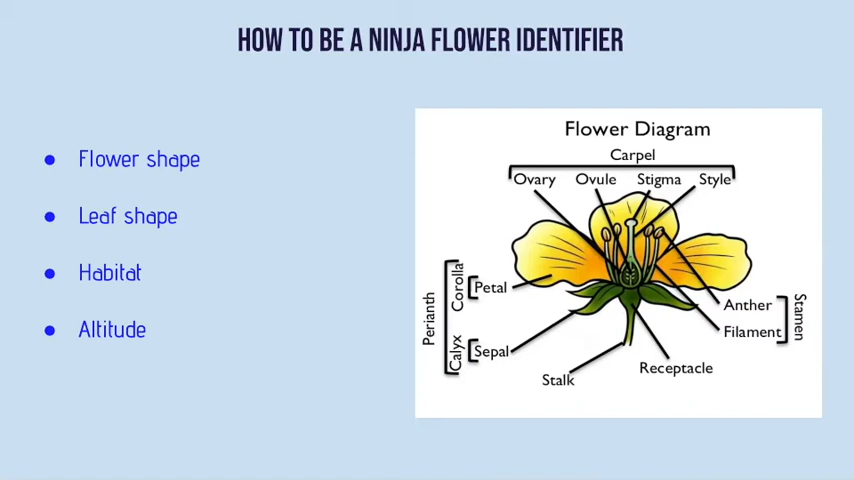 HOW TO BE A NINJA FLOWER IDENTIFIER
Flower shape
Leaf shape
Habitat
Altitude
Flower Diagram
Carpel
Ovary Ovule Stigma Style
Perianth
Corolla
Petal
Calyx
Sepal
Stalk
Receptacle
Anther
Filament
Stamen